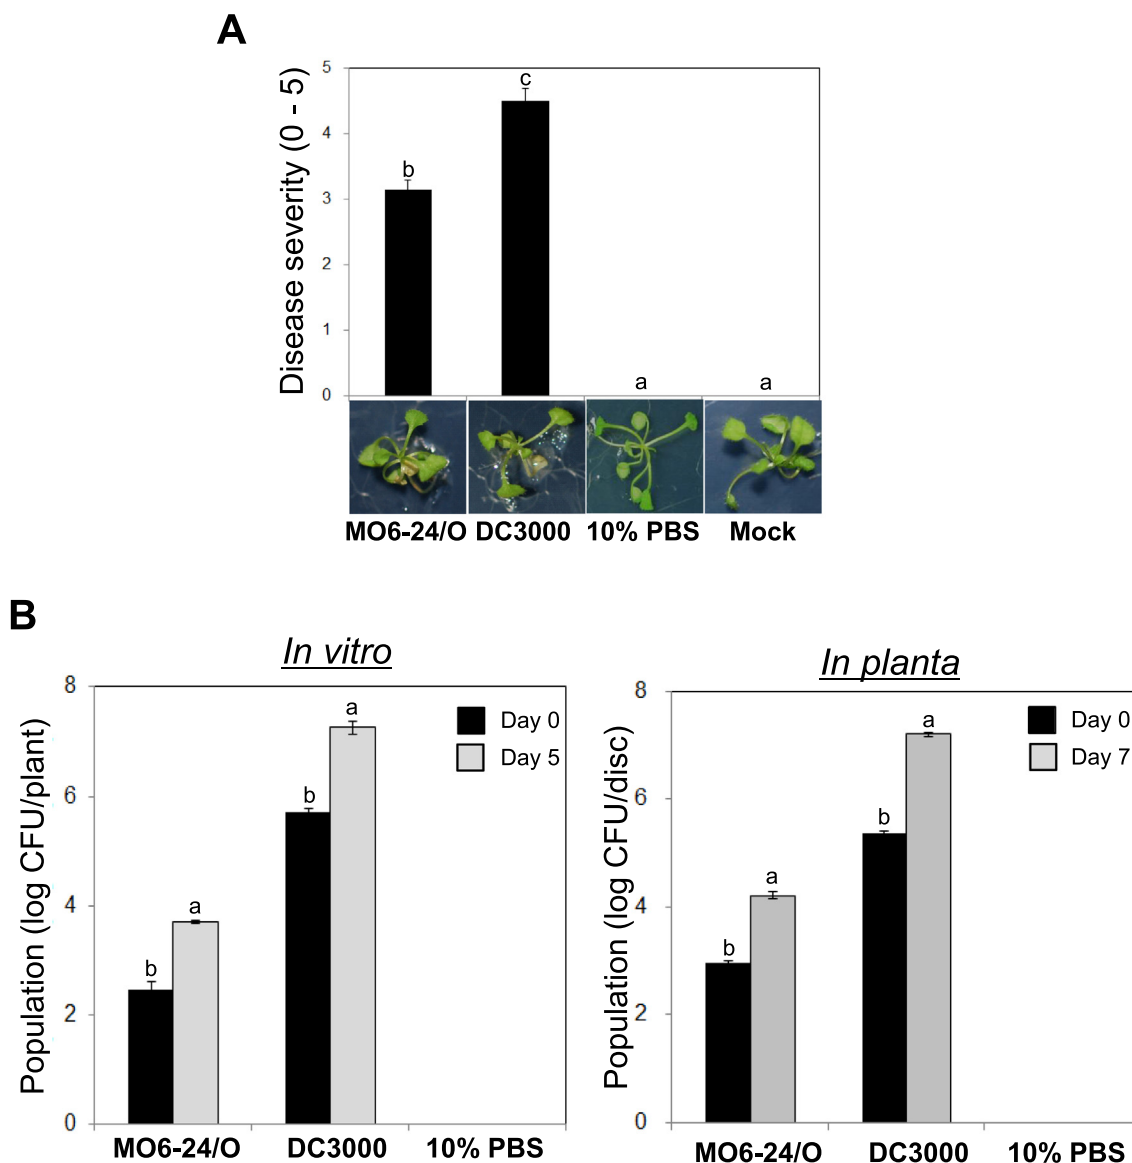 A
Disease severity (0 - 5)
5
4
3
2
1
0
b
c
a
a
MO6-24/O DC3000 10% PBS Mock
B
In vitro
Population (log CFU/plant)
8
6
4
2
0
Day 0
Day 5
b
a
b
a
MO6-24/O DC3000 10% PBS
In planta
Population (log CFU/disc)
8
6
4
2
0
Day 0
Day 7
b
a
b
a
MO6-24/O DC3000 10% PBS